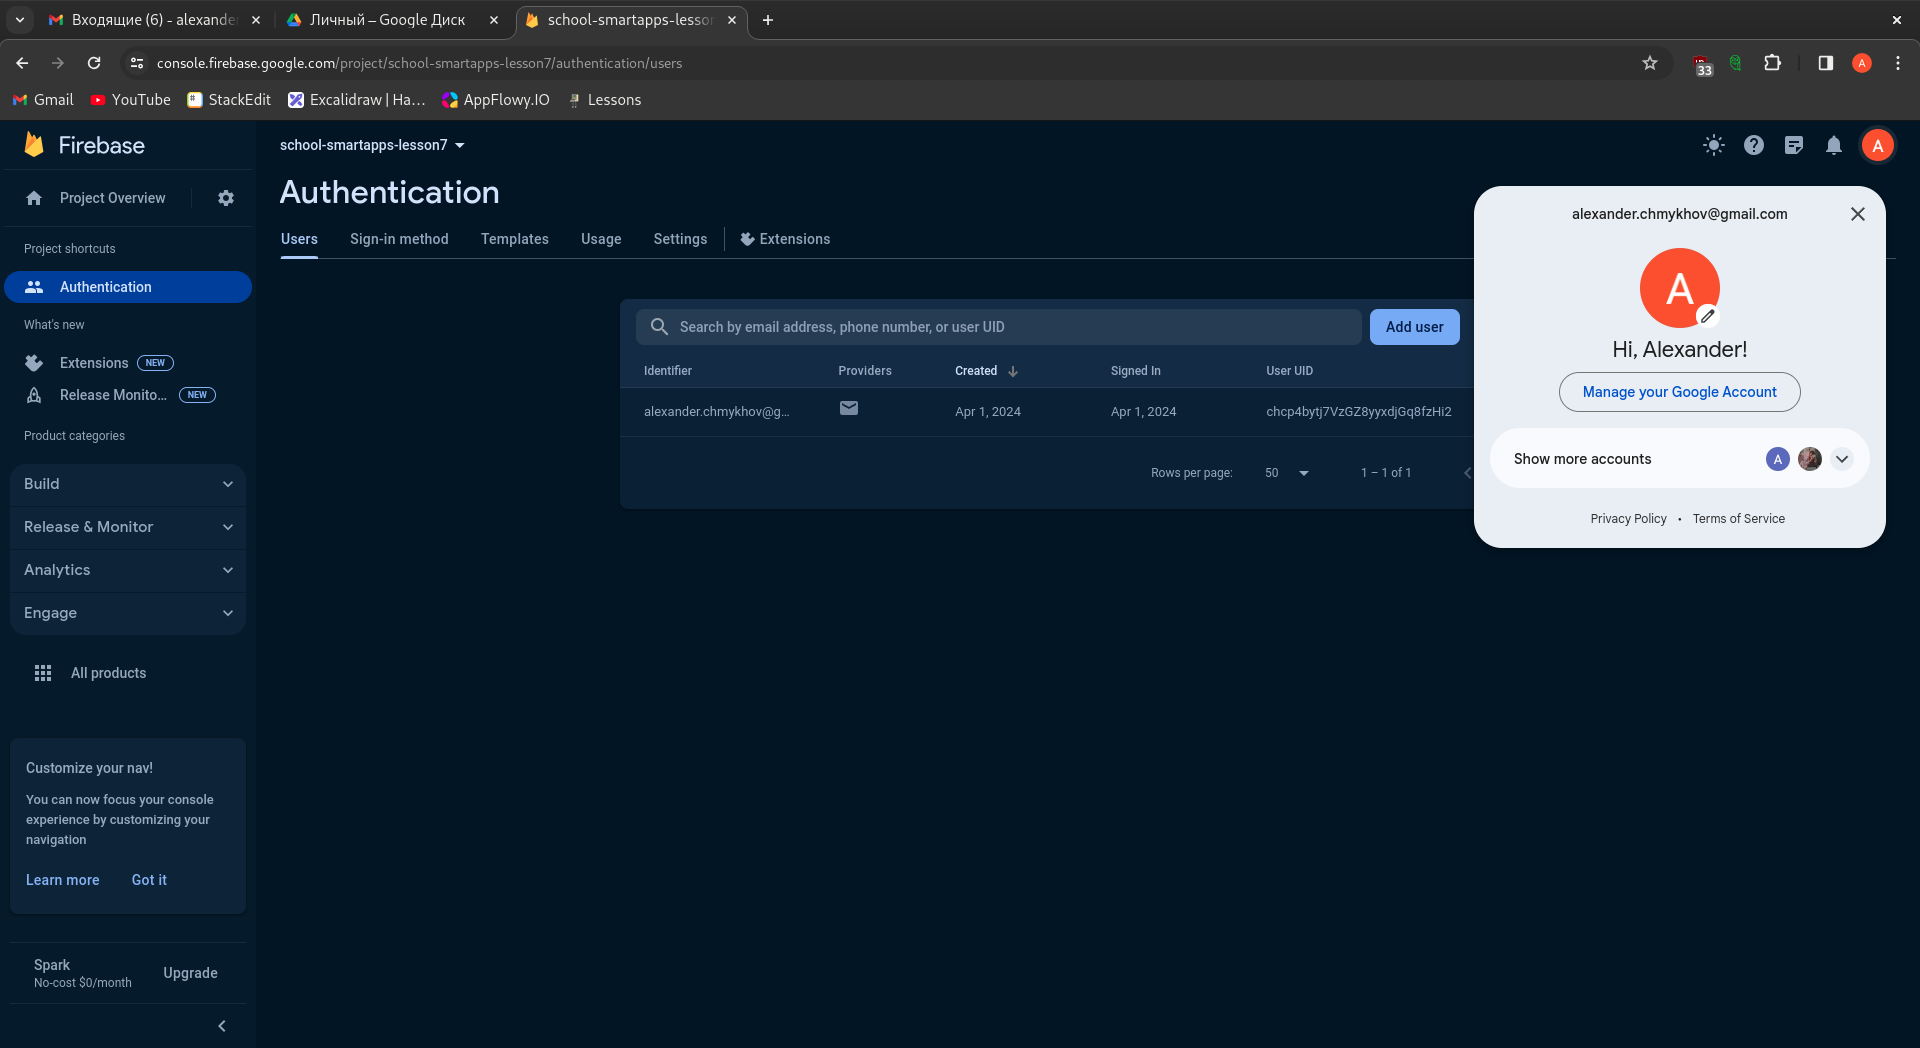 Входящие (6) - alexande
Личный – Google Диск
school-smartapps-lesso
console.firebase.google.com/project/school-smartapps-lesson7/authentication/users
33
A
Gmail
YouTube
StackEdit
Excalidraw | Ha...
AppFlowy.IO
Lessons
Firebase
school-smartapps-lesson7
A
Project Overview
Authentication
Users
Sign-in method
Templates
Usage
Settings
Extensions
Project shortcuts
Authentication
What's new
Extensions NEW
Release Monito... NEW
Product categories
Build
Release & Monitor
Analytics
Engage
All products
Customize your nav!
You can now focus your console
experience by customizing your
navigation
Learn more
Got it
Spark
No-cost $0/month
Upgrade
Search by email address, phone number, or user UID
Add user
Identifier
Providers
Created
Signed In
User UID
alexander.chmykhov@g...
Apr 1, 2024
Apr 1, 2024
chcp4bytj7VzGZ8yyxdjGq8fzHi2
Rows per page:
50
1 – 1 of 1
alexander.chmykhov@gmail.com
A
Hi, Alexander!
Manage your Google Account
Show more accounts
A
Privacy Policy • Terms of Service